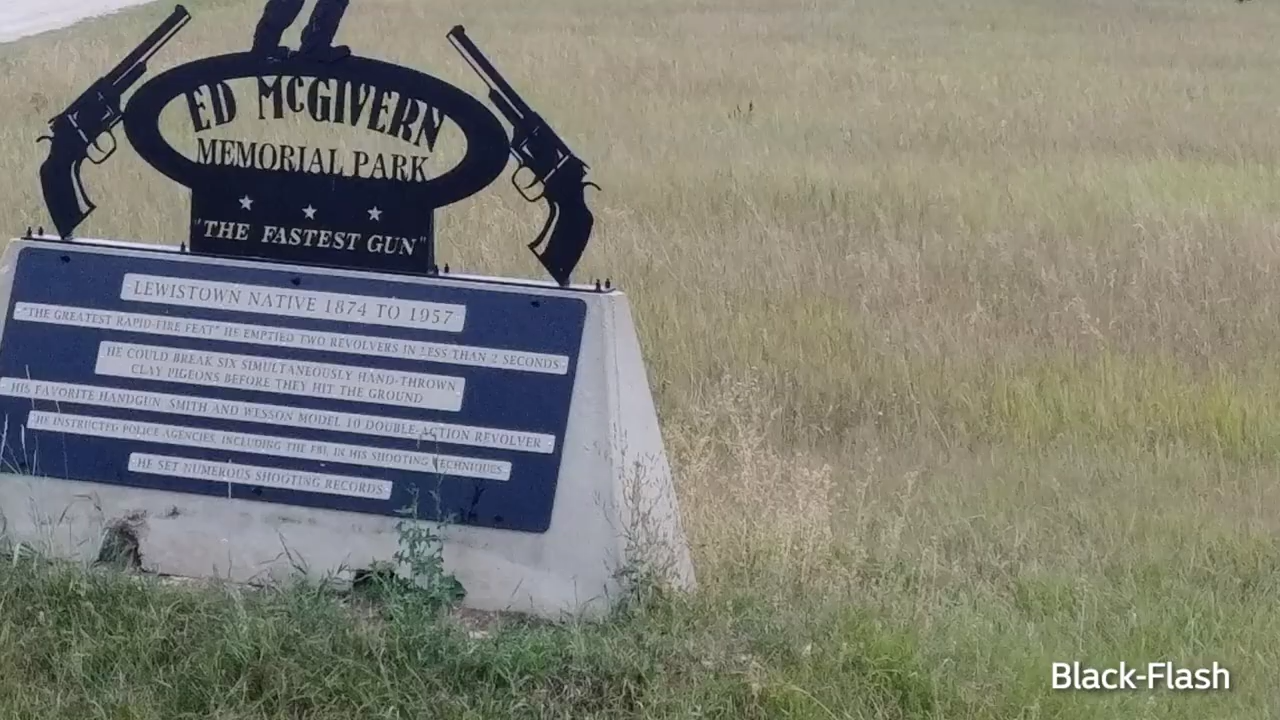 ED McGIVERN
MEMORIAL PARK
"THE FASTEST GUN"
LEWISTOWN NATIVE 1874 TO 1957
"THE GREATEST RAPID-FIRE FEAT" HE EMPTIED TWO REVOLVERS IN LESS THAN 2 SECONDS
HE COULD BREAK SIX SIMULTANEOUSLY HAND-THROWN
CLAY PIGEONS BEFORE THEY HIT THE GROUND
HIS FAVORITE HANDGUN SMITH AND WESSON MODEL 10 DOUBLE-ACTION REVOLVER
HE INSTRUCTED POLICE AGENCIES, INCLUDING THE FBI, IN HIS SHOOTING TECHNIQUES
HE SET NUMEROUS SHOOTING RECORDS
Black-Flash